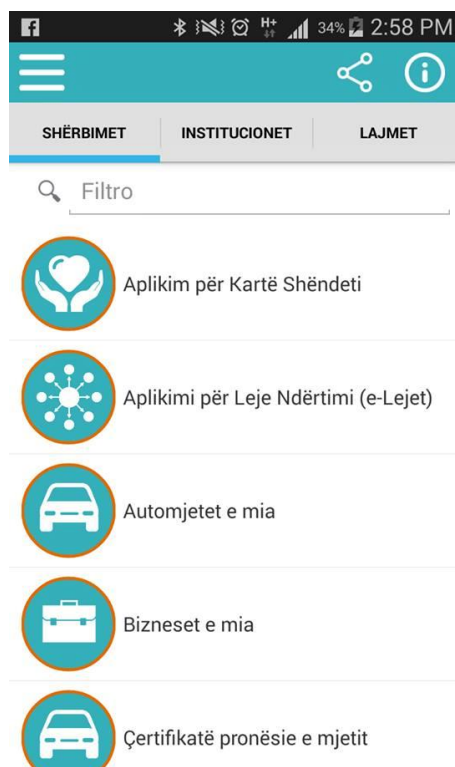 H+ 34% 2:58 PM
SHËRBIMET INSTITUCIONET LAJMET
Filtro
Aplikim për Kartë Shëndeti
Aplikimi për Leje Ndërtimi (e-Lejet)
Automjetet e mia
Bizneset e mia
Çertifikatë pronësie e mjetit